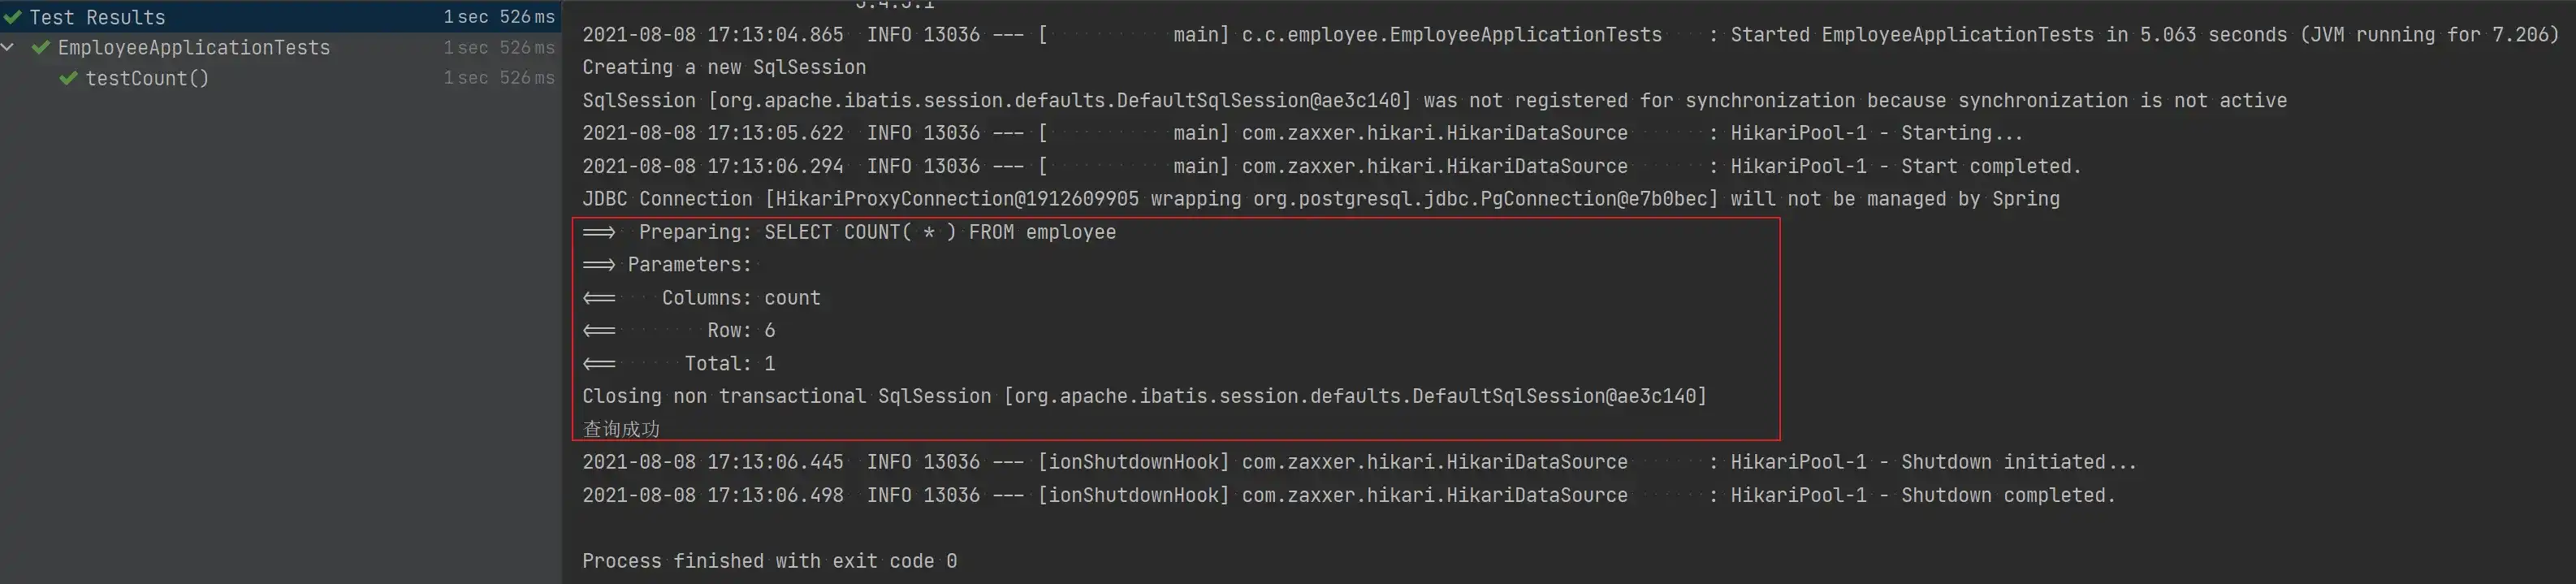 Test Results 1 sec 526 ms
EmployeeApplicationTests 1 sec 526 ms
testCount() 1 sec 526 ms
3.4.3.1
2021-08-08 17:13:04.865  INFO 13036 --- [           main] c.c.employee.EmployeeApplicationTests    : Started EmployeeApplicationTests in 5.063 seconds (JVM running for 7.206)
Creating a new SqlSession
SqlSession [org.apache.ibatis.session.defaults.DefaultSqlSession@ae3c140] was not registered for synchronization because synchronization is not active
2021-08-08 17:13:05.622  INFO 13036 --- [           main] com.zaxxer.hikari.HikariDataSource       : HikariPool-1 - Starting...
2021-08-08 17:13:06.294  INFO 13036 --- [           main] com.zaxxer.hikari.HikariDataSource       : HikariPool-1 - Start completed.
JDBC Connection [HikariProxyConnection@1912609905 wrapping org.postgresql.jdbc.PgConnection@e7b0bec] will not be managed by Spring
==>  Preparing: SELECT COUNT( * ) FROM employee
==> Parameters:
<==    Columns: count
<==        Row: 6
<==      Total: 1
Closing non transactional SqlSession [org.apache.ibatis.session.defaults.DefaultSqlSession@ae3c140]
查询成功
2021-08-08 17:13:06.445  INFO 13036 --- [ionShutdownHook] com.zaxxer.hikari.HikariDataSource       : HikariPool-1 - Shutdown initiated...
2021-08-08 17:13:06.498  INFO 13036 --- [ionShutdownHook] com.zaxxer.hikari.HikariDataSource       : HikariPool-1 - Shutdown completed.
Process finished with exit code 0